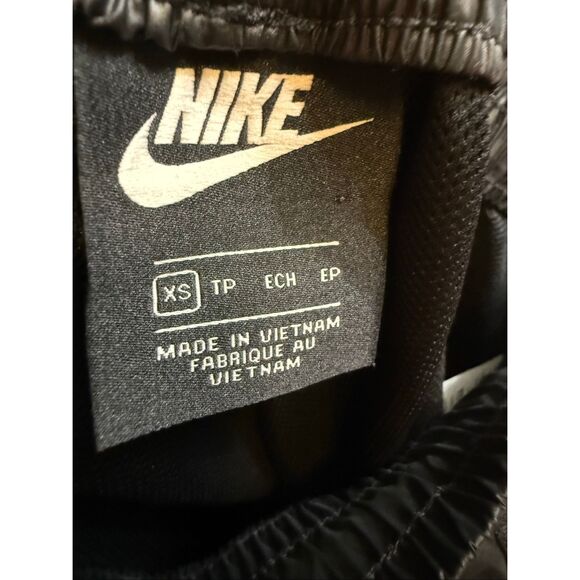 NIKE
XS TP ECH EP
MADE IN VIETNAM
FABRIQUE AU
VIETNAM